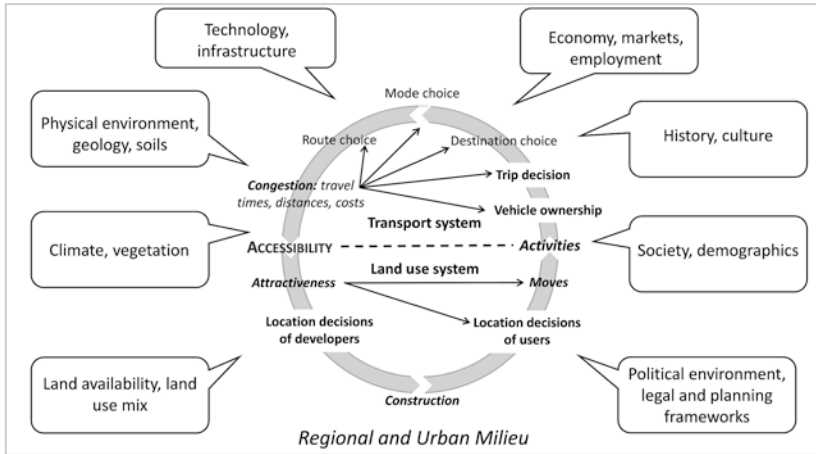 Technology,
infrastructure
Economy, markets,
employment
Mode choice
Physical environment,
geology, soils
Route choice
Destination choice
History, culture
Trip decision
Congestion: travel
times, distances, costs
Vehicle ownership
Transport system
Climate, vegetation
ACCESSIBILITY
Activities
Society, demographics
Land use system
Attractiveness
Moves
Location decisions
of developers
Location decisions
of users
Land availability, land
use mix
Construction
Political environment,
legal and planning
frameworks
Regional and Urban Milieu